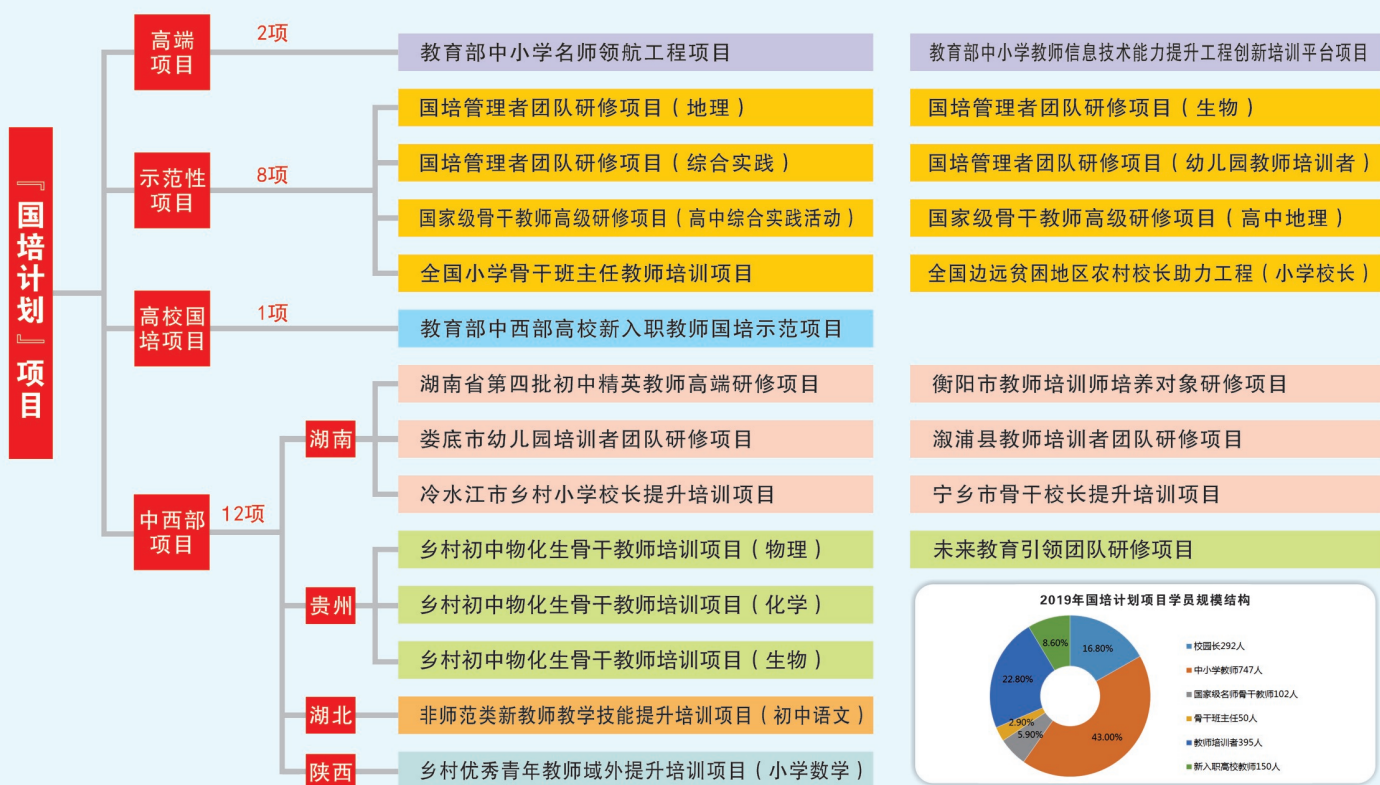 『国培计划』项目
高端
项目
2项
教育部中小学名师领航工程项目
教育部中小学教师信息技术能力提升工程创新培训平台项目
示范性
项目
8项
国培管理者团队研修项目（地理）
国培管理者团队研修项目（生物）
国培管理者团队研修项目（综合实践）
国培管理者团队研修项目（幼儿园教师培训者）
国家级骨干教师高级研修项目（高中综合实践活动）
国家级骨干教师高级研修项目（高中地理）
全国小学骨干班主任教师培训项目
全国边远贫困地区农村校长助力工程（小学校长）
高校国
培项目
1项
教育部中西部高校新入职教师国培示范项目
中西部
项目
12项
湖南
湖南省第四批初中精英教师高端研修项目
衡阳市教师培训师培养对象研修项目
娄底市幼儿园培训者团队研修项目
溆浦县教师培训者团队研修项目
冷水江市乡村小学校长提升培训项目
宁乡市骨干校长提升培训项目
贵州
乡村初中物化生骨干教师培训项目（物理）
未来教育引领团队研修项目
乡村初中物化生骨干教师培训项目（化学）
乡村初中物化生骨干教师培训项目（生物）
湖北
非师范类新教师教学技能提升培训项目（初中语文）
陕西
乡村优秀青年教师域外提升培训项目（小学数学）
2019年国培计划项目学员规模结构
8.60%
16.80%
22.80%
2.90%
5.90%
43.00%
校园长292人
中小学教师747人
国家级名师骨干教师102人
骨干班主任50人
教师培训者395人
新入职高校教师150人